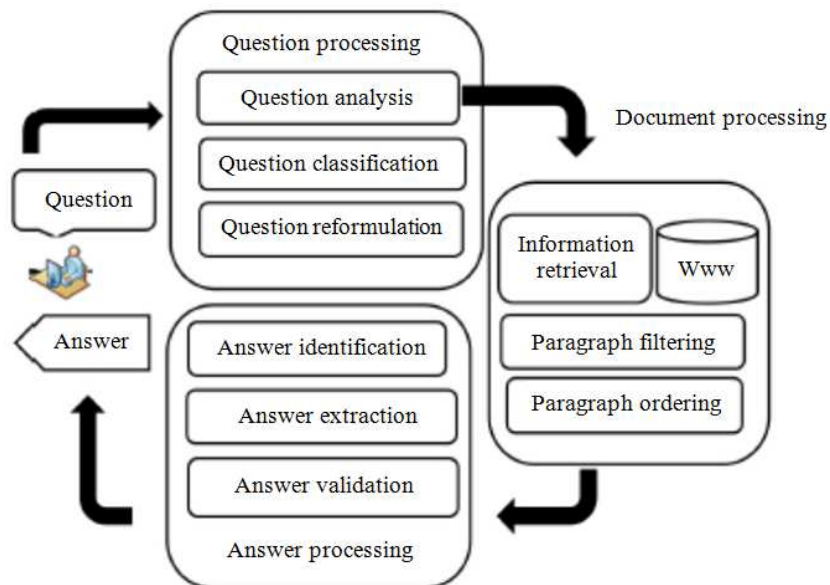 Question processing
Question analysis
Question classification
Question reformulation
Document processing
Question
Information
retrieval
Www
Paragraph filtering
Paragraph ordering
Answer
Answer identification
Answer extraction
Answer validation
Answer processing